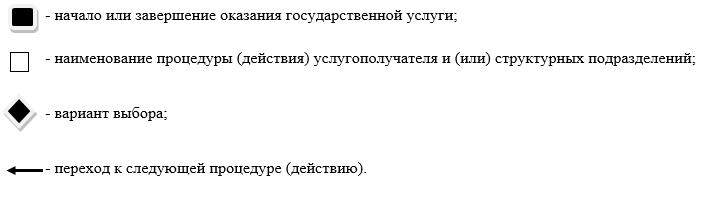 - начало или завершение оказания государственной услуги;
- наименование процедуры (действия) услугополучателя и (или) структурных подразделений;
- вариант выбора;
- переход к следующей процедуре (действию).